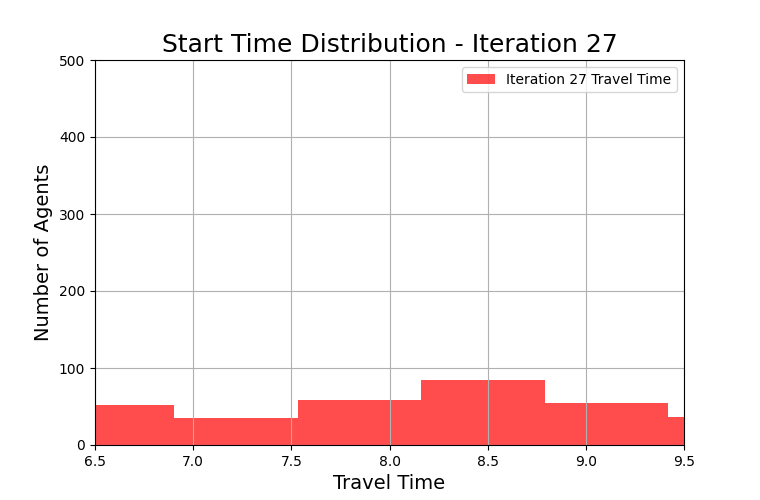 Start Time Distribution - Iteration 27
500
400
300
200
100
0
Number of Agents
Iteration 27 Travel Time
6.5 7.0 7.5 8.0 8.5 9.0 9.5
Travel Time